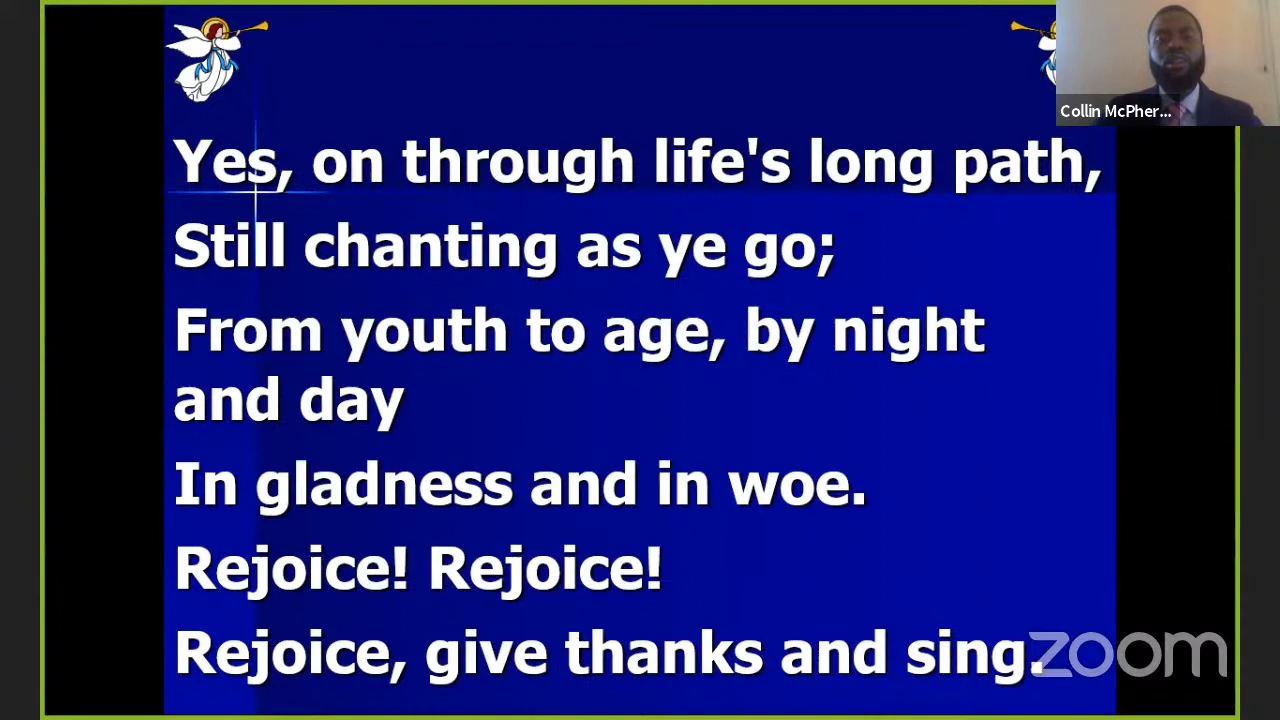 Yes, on through life's long path,
Still chanting as ye go;
From youth to age, by night
and day
In gladness and in woe.
Rejoice! Rejoice!
Rejoice, give thanks and sing.
Collin McPher...
zoom